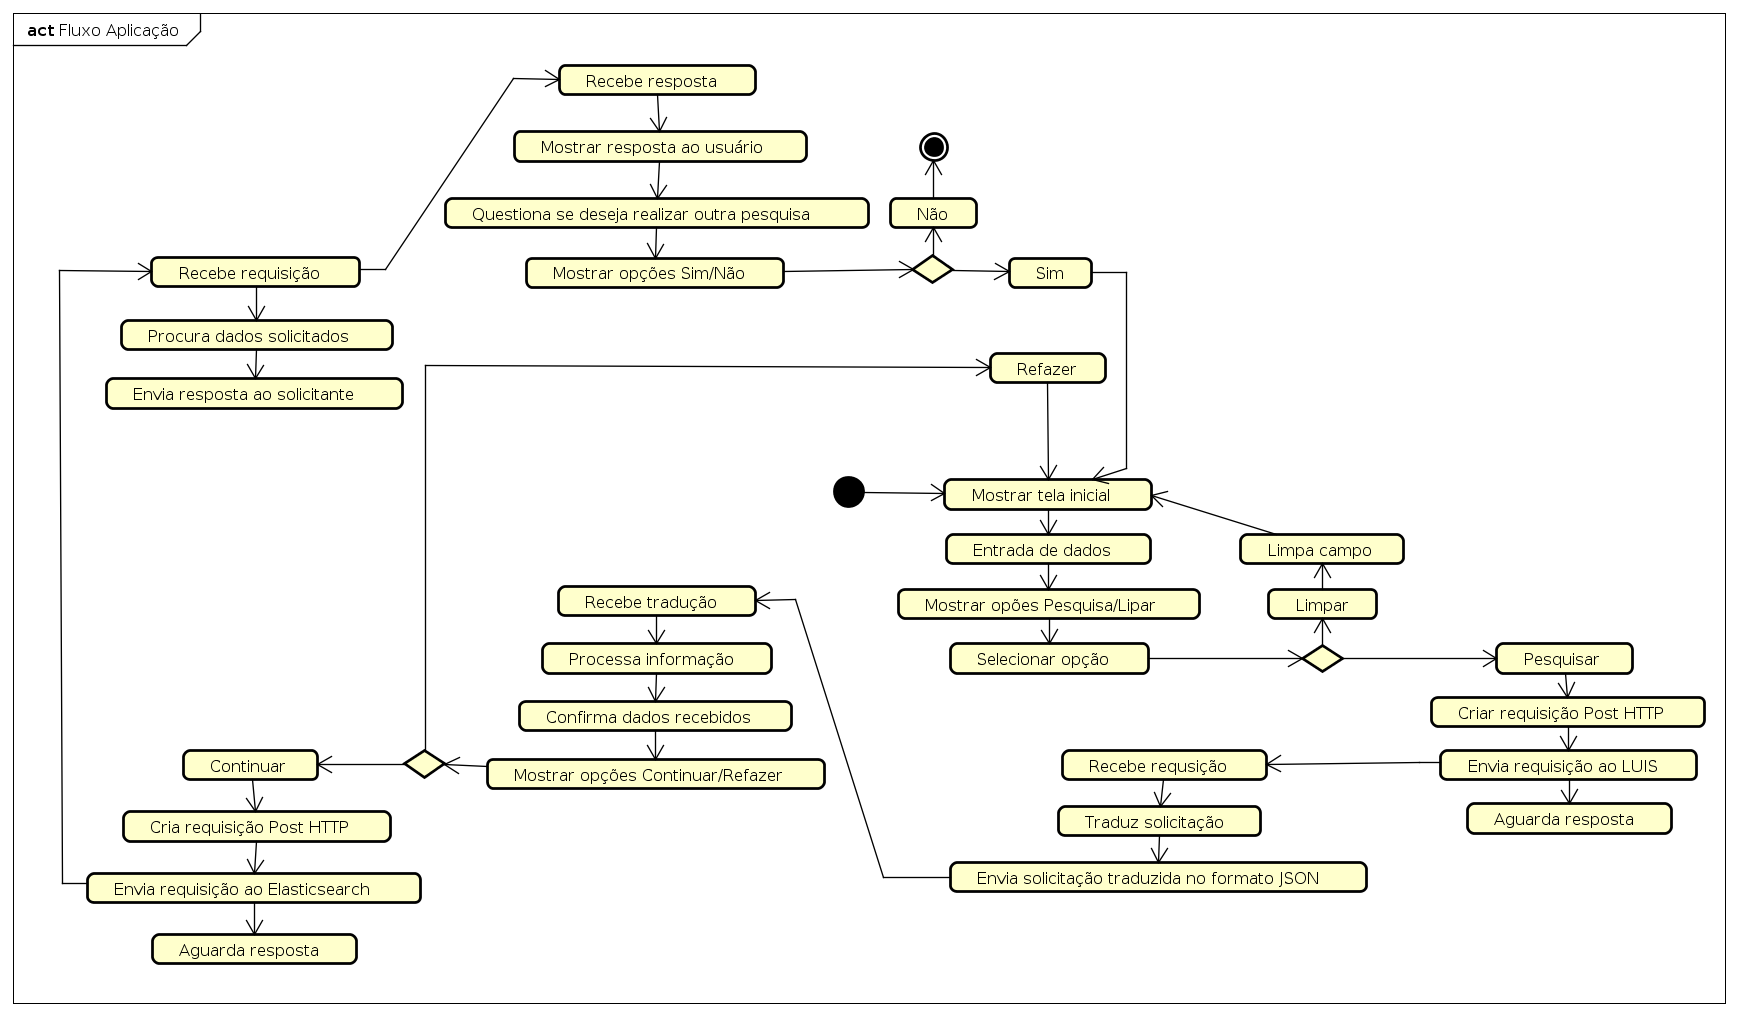 act Fluxo Aplicação
Recebe resposta
Mostrar resposta ao usuário
Questiona se deseja realizar outra pesquisa
Não
Recebe requisição
Mostrar opções Sim/Não
Sim
Procura dados solicitados
Refazer
Envia resposta ao solicitante
Mostrar tela inicial
Entrada de dados
Limpa campo
Recebe tradução
Mostrar opões Pesquisa/Lipar
Limpar
Processa informação
Selecionar opção
Pesquisar
Confirma dados recebidos
Criar requisição Post HTTP
Continuar
Mostrar opções Continuar/Refazer
Recebe requsição
Envia requisição ao LUIS
Cria requisição Post HTTP
Traduz solicitação
Aguarda resposta
Envia requisição ao Elasticsearch
Envia solicitação traduzida no formato JSON
Aguarda resposta